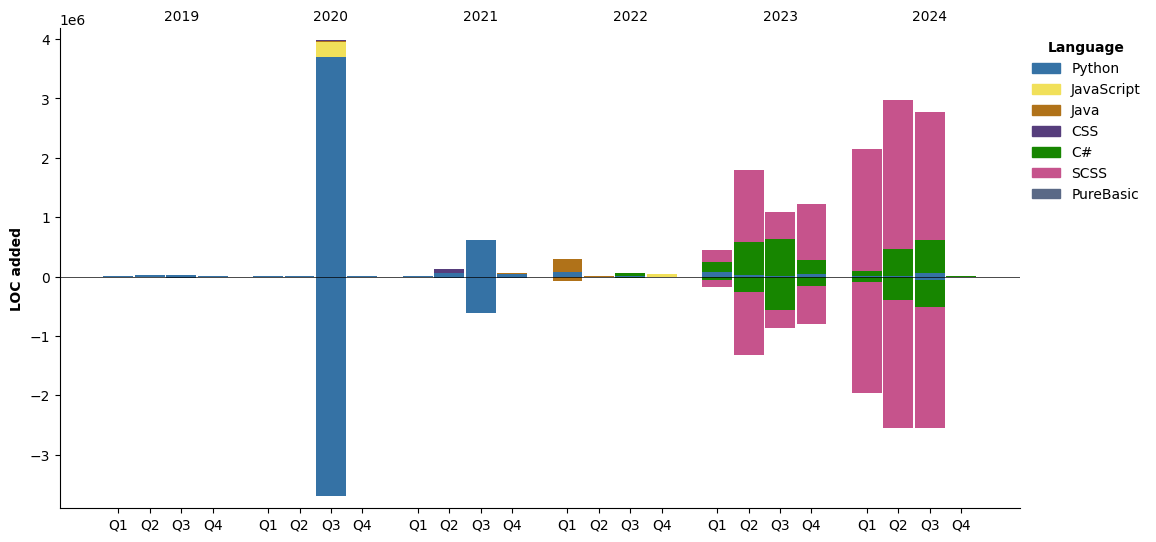 1e6
2019 2020 2021 2022 2023 2024
4
3
2
1
0
−1
−2
−3
LOC added
Q1 Q2 Q3 Q4 Q1 Q2 Q3 Q4 Q1 Q2 Q3 Q4 Q1 Q2 Q3 Q4 Q1 Q2 Q3 Q4 Q1 Q2 Q3 Q4
Language
Python
JavaScript
Java
CSS
C#
SCSS
PureBasic